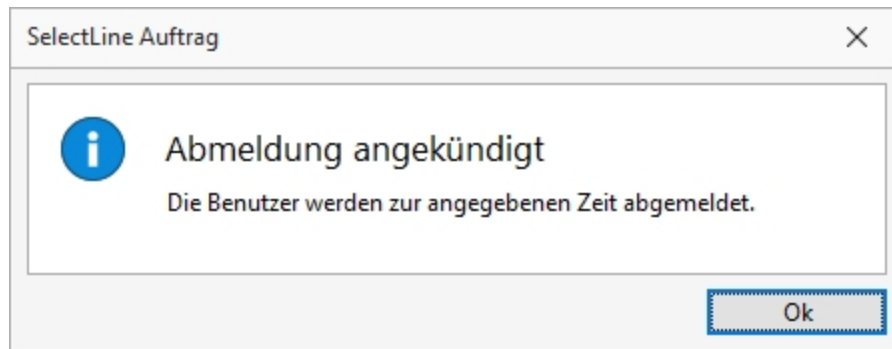 SelectLine Auftrag
Abmeldung angekündigt
Die Benutzer werden zur angegebenen Zeit abgemeldet.
Ok